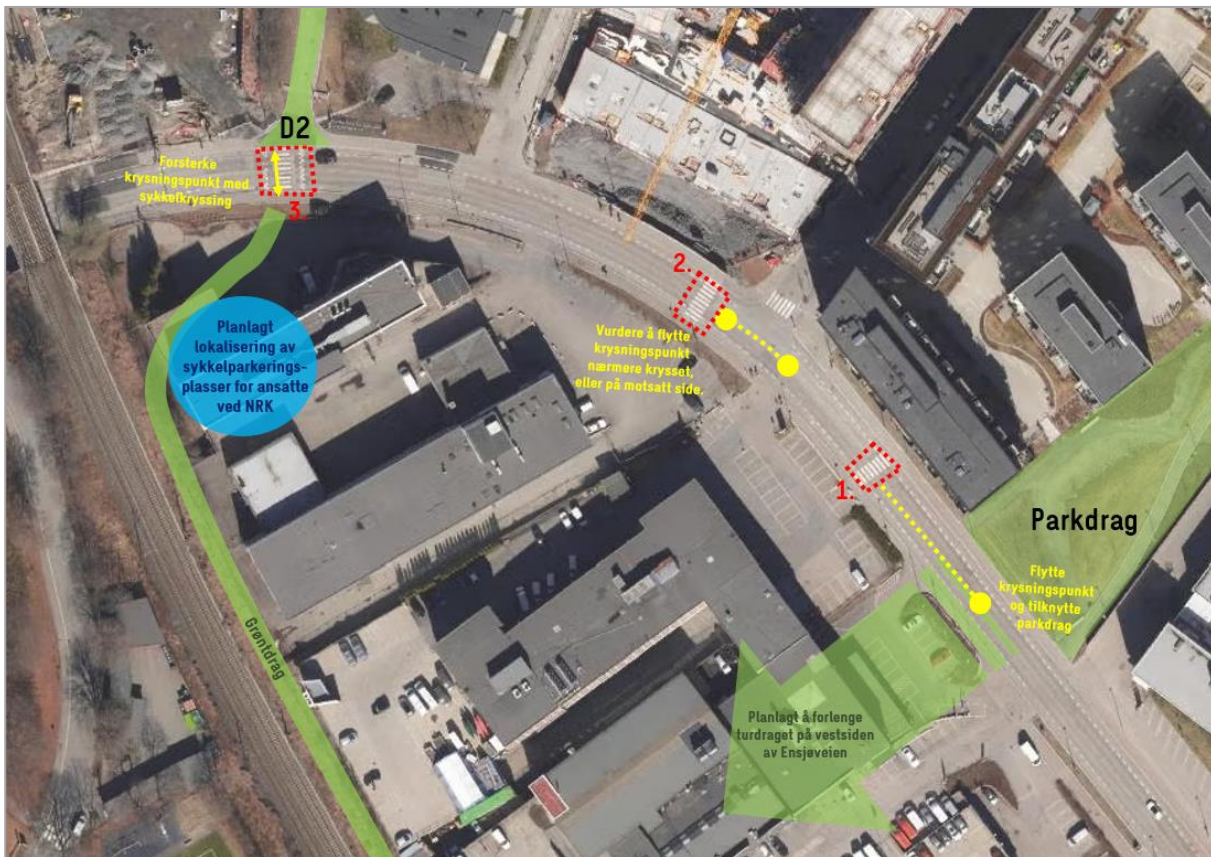 D2
Forsterke
krysningspunkt med
sykkelkryssing
3.
2.
Planlagt
lokalisering av
sykkelparkerings-
plasser for ansatte
ved NRK
Vurdere å flytte
krysningspunkt
nærmere krysset,
eller på motsatt side.
1.
Parkdrag
Flytte
krysningspunkt
og tilknytte
parkdrag
Grøntdrag
Planlagt å forlenge
turdraget på vestsiden
av Ensjøveien